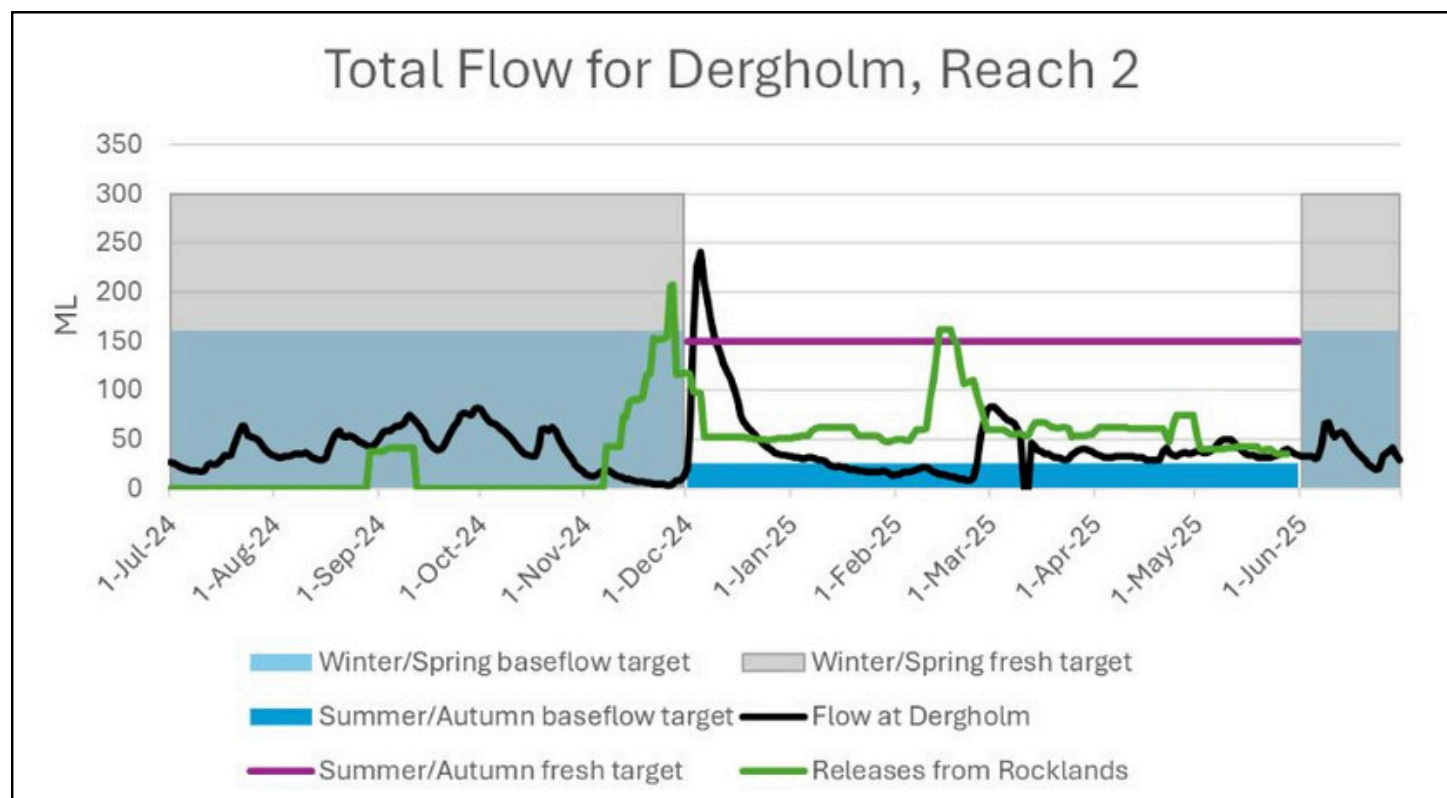 Total Flow for Dergholm, Reach 2
350
300
250
200
150
100
50
0
ML
1-Jul-24
1-Aug-24
1-Sep-24
1-Oct-24
1-Nov-24
1-Dec-24
1-Jan-25
1-Feb-25
1-Mar-25
1-Apr-25
1-May-25
1-Jun-25
Winter/Spring baseflow target
Winter/Spring fresh target
Summer/Autumn baseflow target
Flow at Dergholm
Summer/Autumn fresh target
Releases from Rocklands